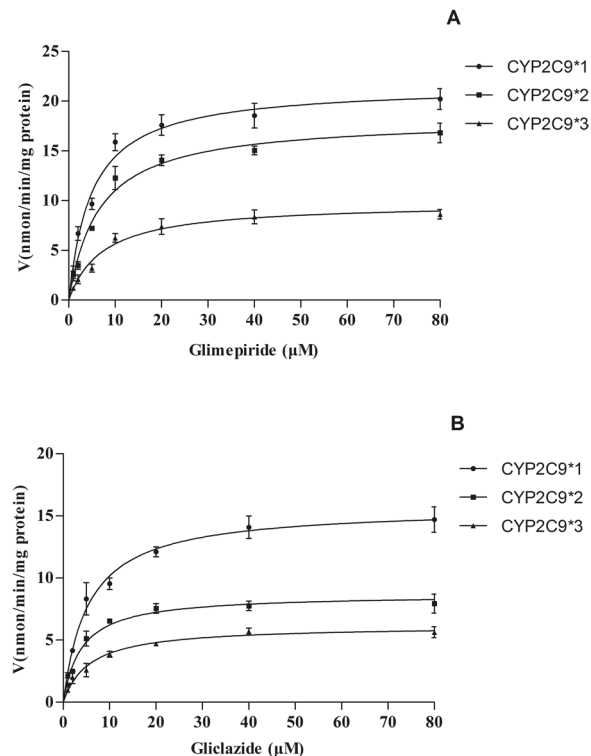 A
V(nmon/min/mg protein)
25
20
15
10
5
0
0 10 20 30 40 50 60 70 80
Glimepiride (μM)
CYP2C9*1
CYP2C9*2
CYP2C9*3
B
V(nmon/min/mg protein)
20
15
10
5
0
0 10 20 30 40 50 60 70 80
Gliclazide (μM)
CYP2C9*1
CYP2C9*2
CYP2C9*3